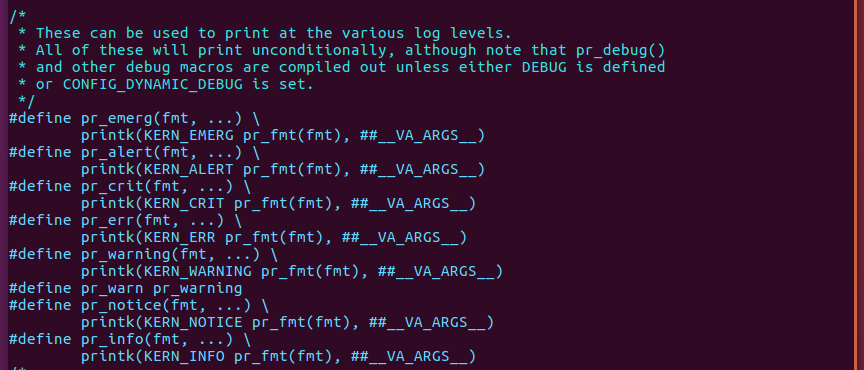 /*
 * These can be used to print at the various log levels.
 * All of these will print unconditionally, although note that pr_debug()
 * and other debug macros are compiled out unless either DEBUG is defined
 * or CONFIG_DYNAMIC_DEBUG is set.
 */
#define pr_emerg(fmt, ...) \
        printk(KERN_EMERG pr_fmt(fmt), ##__VA_ARGS__)
#define pr_alert(fmt, ...) \
        printk(KERN_ALERT pr_fmt(fmt), ##__VA_ARGS__)
#define pr_crit(fmt, ...) \
        printk(KERN_CRIT pr_fmt(fmt), ##__VA_ARGS__)
#define pr_err(fmt, ...) \
        printk(KERN_ERR pr_fmt(fmt), ##__VA_ARGS__)
#define pr_warning(fmt, ...) \
        printk(KERN_WARNING pr_fmt(fmt), ##__VA_ARGS__)
#define pr_warn pr_warning
#define pr_notice(fmt, ...) \
        printk(KERN_NOTICE pr_fmt(fmt), ##__VA_ARGS__)
#define pr_info(fmt, ...) \
        printk(KERN_INFO pr_fmt(fmt), ##__VA_ARGS__)
/*